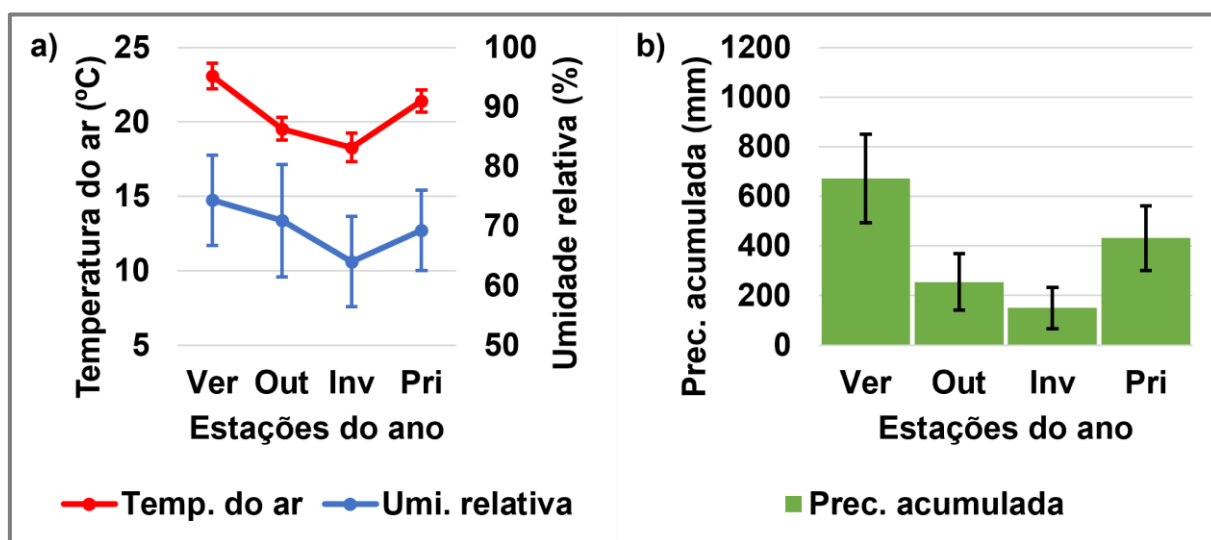 a)
Temperatura do ar (ºC)
25
20
15
10
5
100
90
80
70
60
50
Umidade relativa (%)
Ver Out Inv Pri
Estações do ano
Temp. do ar Umi. relativa
b)
Prec. acumulada (mm)
1200
1000
800
600
400
200
0
Ver Out Inv Pri
Estações do ano
Prec. acumulada